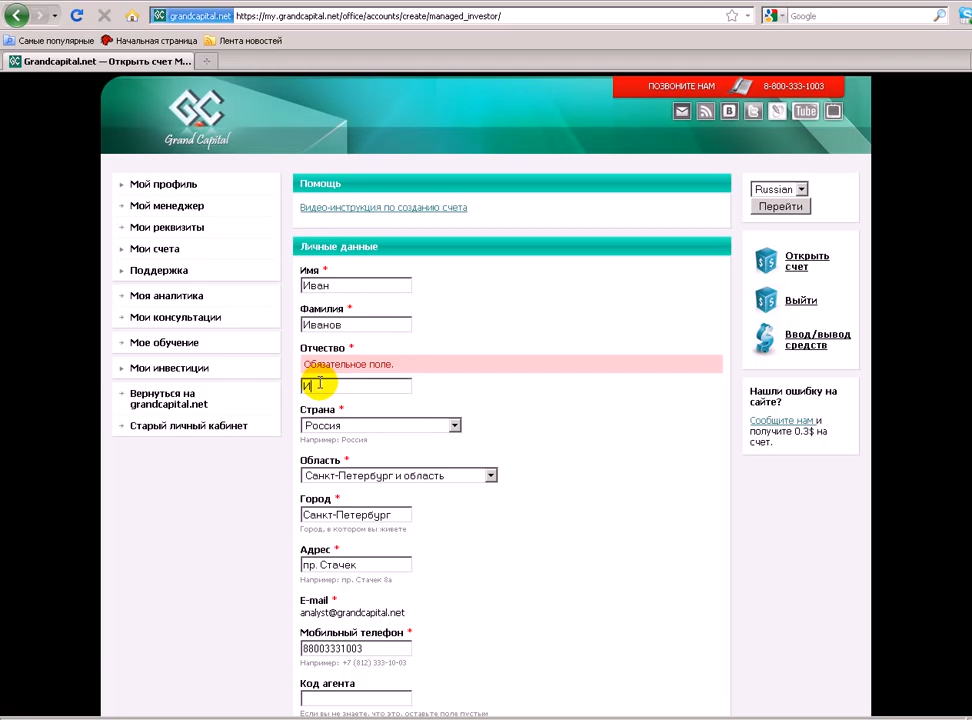 grandcapital.net https://my.grandcapital.net/office/accounts/create/managed_investor/
Google
Самые популярные Начальная страница Лента новостей
Grandcapital.net — Открыть счет M...
ПОЗВОНИТЕ НАМ 8-800-333-1003
GC
Grand Capital
B
Tube
Мой профиль
Мой менеджер
Мои реквизиты
Мои счета
Поддержка
Моя аналитика
Мои консультации
Мое обучение
Мои инвестиции
Вернуться на
grandcapital.net
Старый личный кабинет
Помощь
Видео-инструкция по созданию счета
Личные данные
Имя *
Иван
Фамилия *
Иванов
Отчество *
Обязательное поле.
И
Страна *
Россия
Например: Россия
Область *
Санкт-Петербург и область
Город *
Санкт-Петербург
Город, в котором вы живете
Адрес *
пр. Стачек
Например: пр. Стачек 8а
E-mail *
analyst@grandcapital.net
Мобильный телефон *
88003331003
Например: +7 (812) 333-10-03
Код агента
Если вы не знаете, что это, оставьте поле пустым
Russian
Перейти
Открыть
счет
Выйти
Ввод/вывод
средств
Нашли ошибку на
сайте?
Сообщите нам и
получите 0.3$ на
счет.